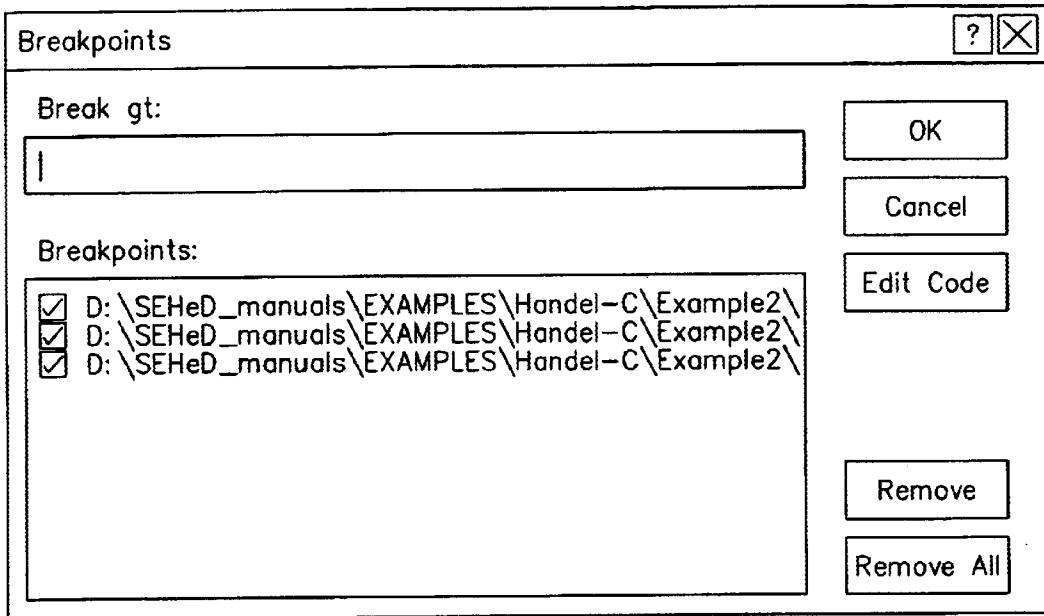 Breakpoints ?
Break gt:
OK
Cancel
Breakpoints:
Edit Code
D:\SEHeD_manuals\EXAMPLES\Handel-C\Example2\
D:\SEHeD_manuals\EXAMPLES\Handel-C\Example2\
D:\SEHeD_manuals\EXAMPLES\Handel-C\Example2\
Remove
Remove All